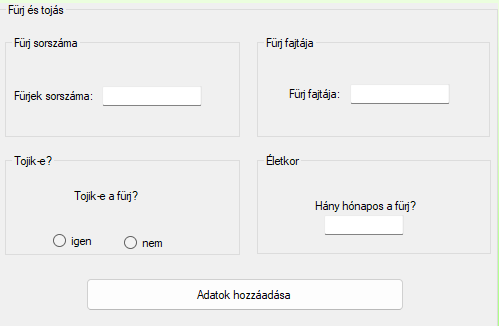 Fürj és tojás
Fürj sorszáma
Fürjek sorszáma:
Fürj fajtája
Fürj fajtája:
Tojik-e?
Tojik-e a fürj?
igen
nem
Életkor
Hány hónapos a fürj?
Adatok hozzáadása